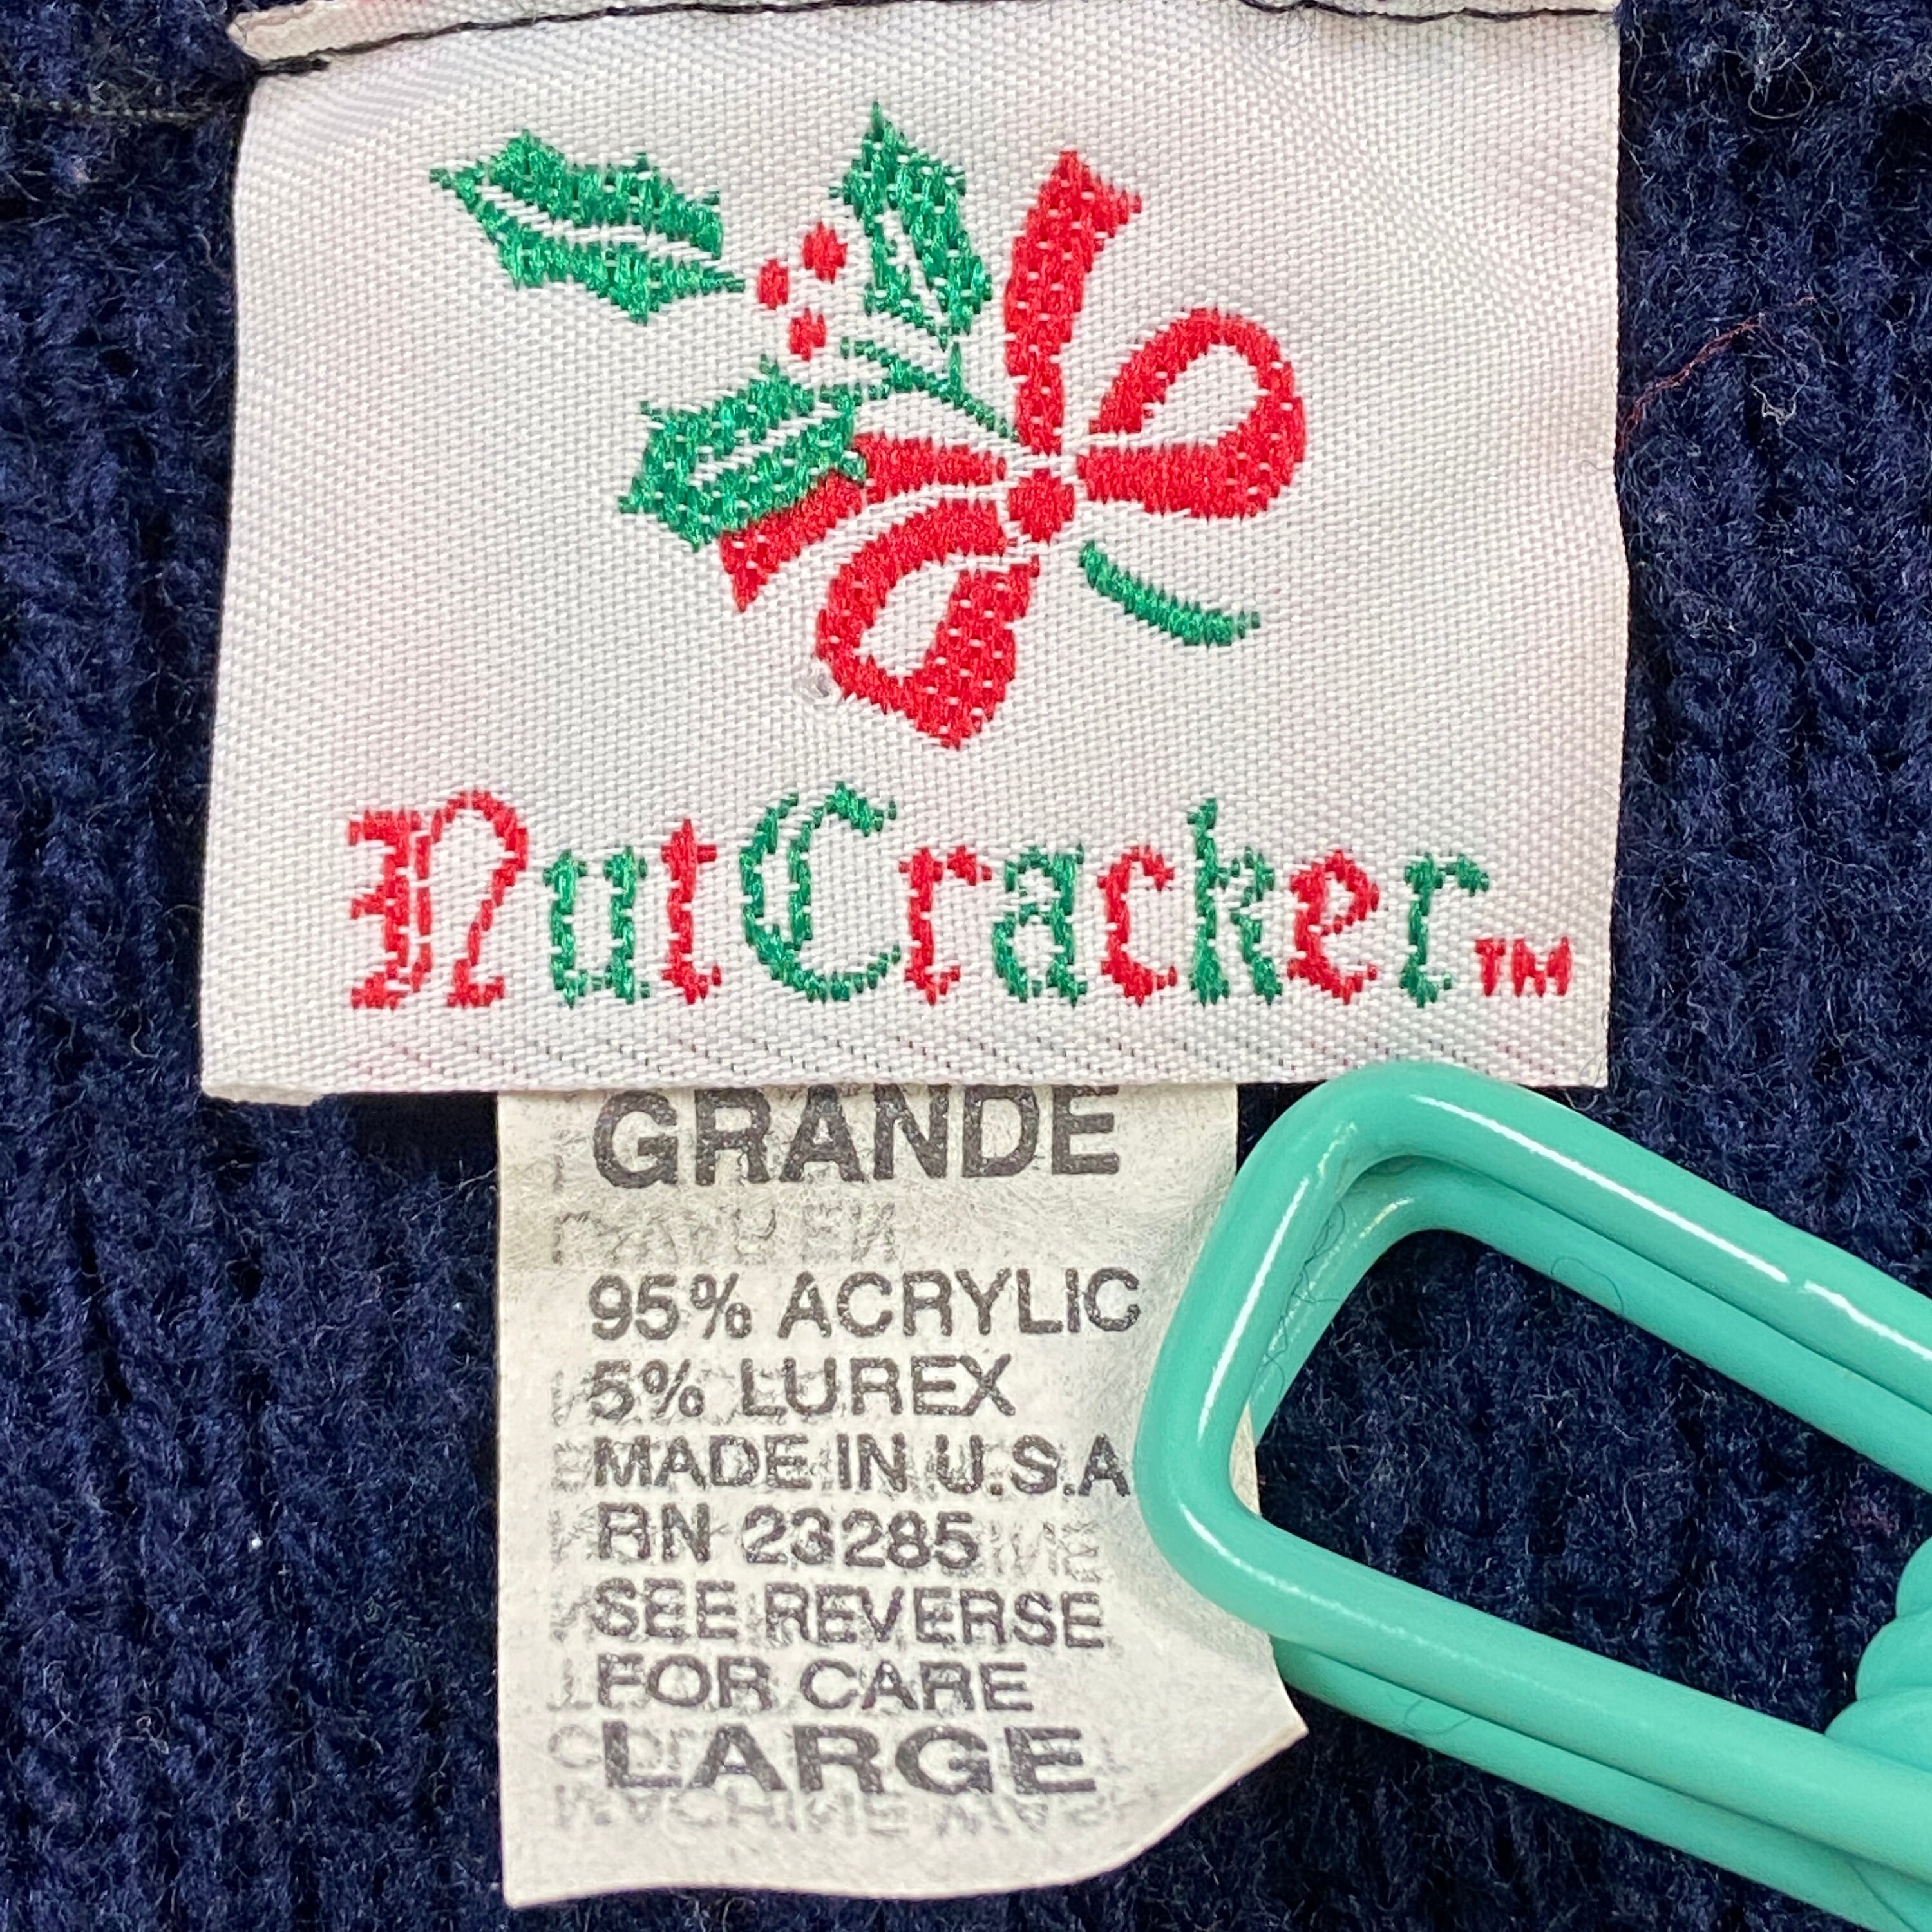 NutCracker™
GRANDE
95% ACRYLIC
5% LUREX
MADE IN U.S.A
RN 23285
SEE REVERSE
FOR CARE
LARGE